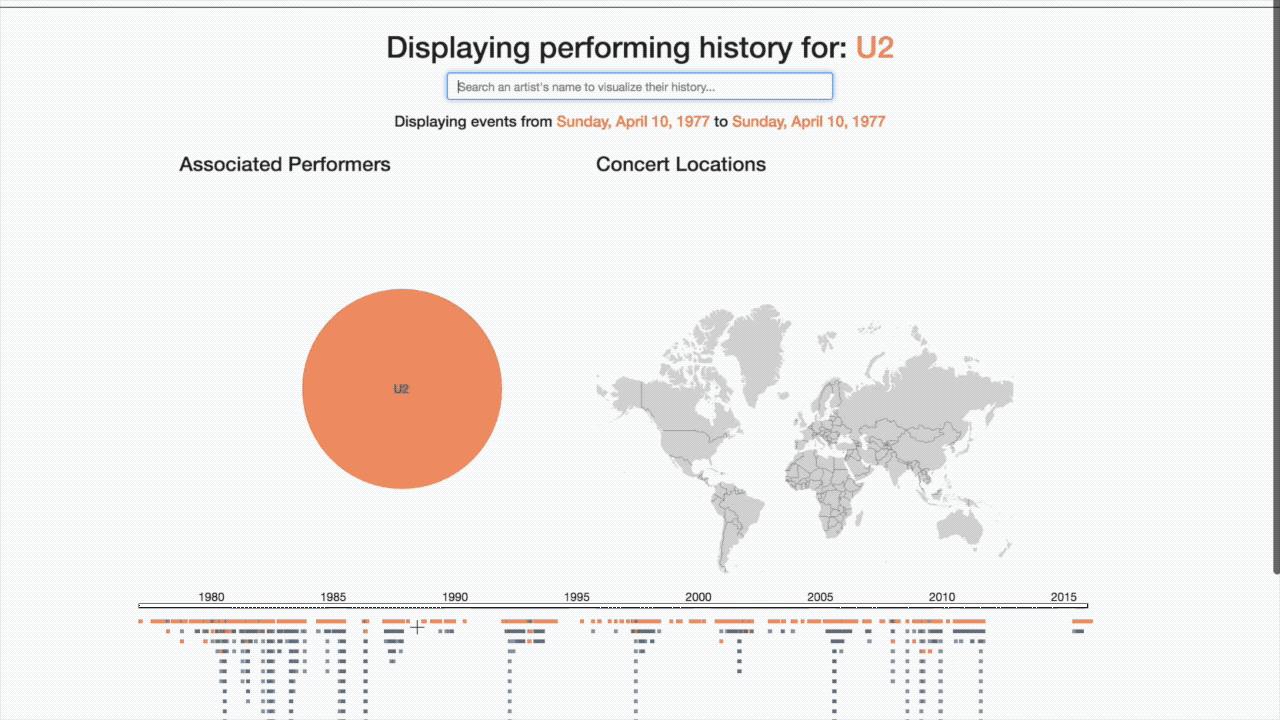 Displaying performing history for: U2
Search an artist's name to visualize their history...
Displaying events from Sunday, April 10, 1977 to Sunday, April 10, 1977
Associated Performers
Concert Locations
U2
1980 1985 1990 1995 2000 2005 2010 2015